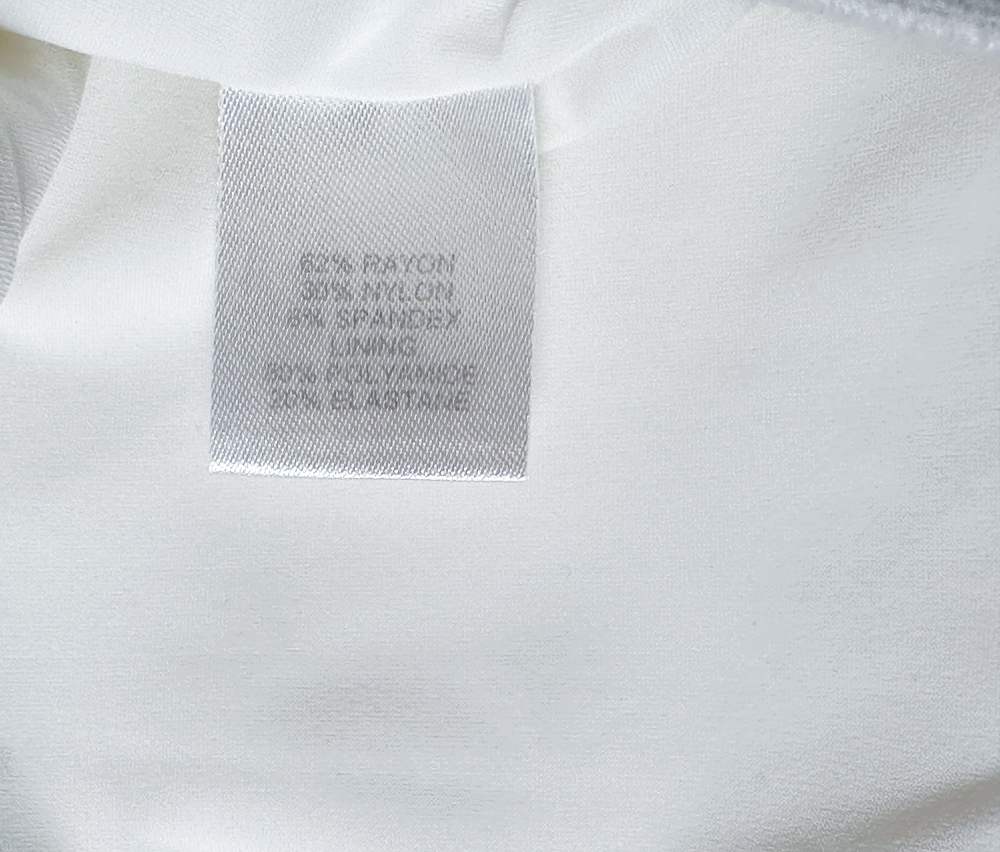 62% RAYON
30% NYLON
8% SPANDEX
LINING
80% POLYAMIDE
20% ELASTANE